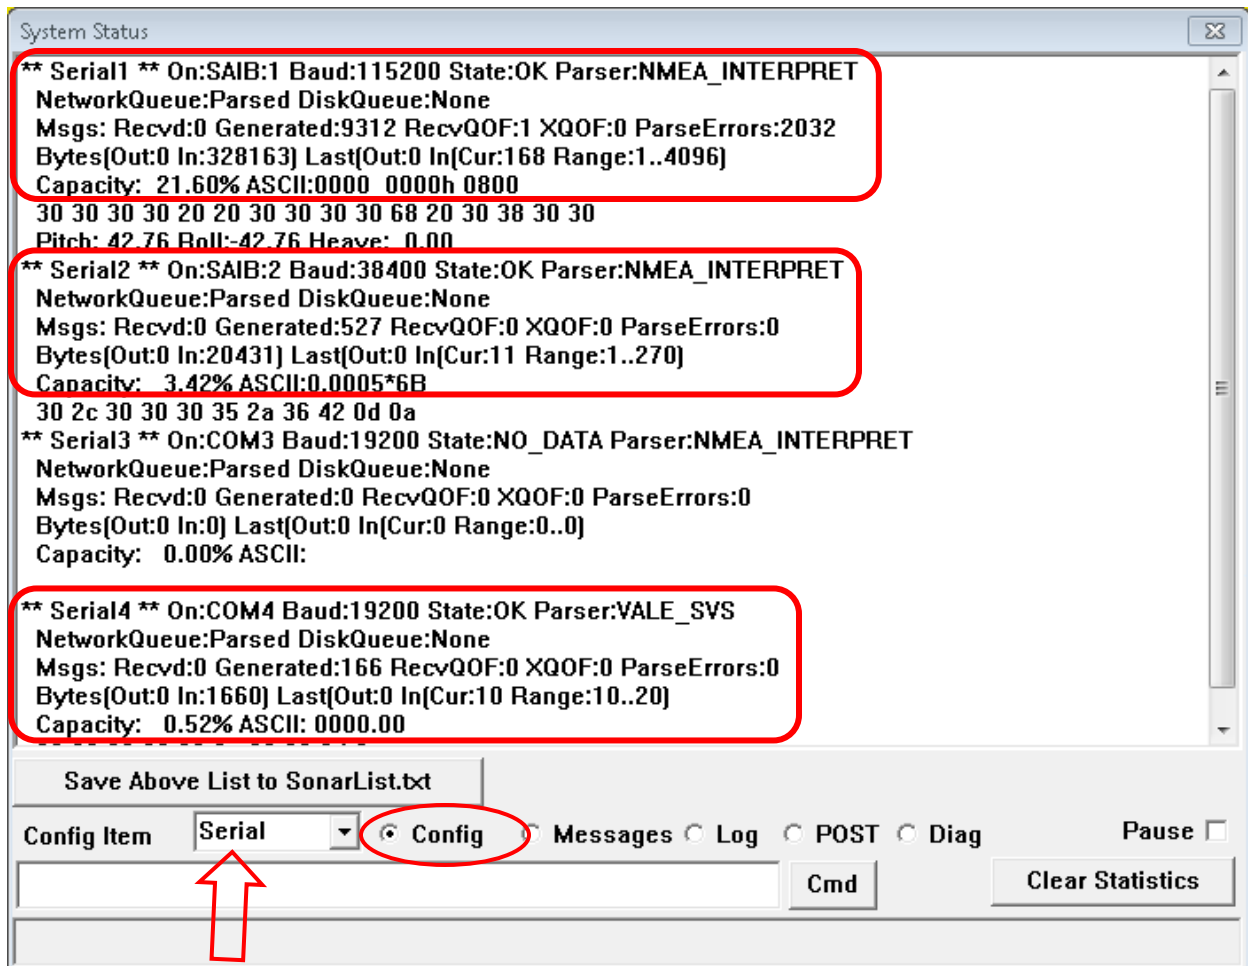 System Status
** Serial1 ** On:SAIB:1 Baud:115200 State:OK Parser:NMEA_INTERPRET
NetworkQueue:Parsed DiskQueue:None
Msgs: Recvd:0 Generated:9312 RecvQOF:1 XQOF:0 ParseErrors:2032
Bytes(Out:0 In:328163) Last(Out:0 In(Cur:168 Range:1..4096)
Capacity: 21.60% ASCII:0000 0000h 0800
30 30 30 30 20 20 30 30 30 30 68 20 30 38 30 30
Pitch: 42.76 Roll:-42.76 Heave: 0.00
** Serial2 ** On:SAIB:2 Baud:38400 State:OK Parser:NMEA_INTERPRET
NetworkQueue:Parsed DiskQueue:None
Msgs: Recvd:0 Generated:527 RecvQOF:0 XQOF:0 ParseErrors:0
Bytes(Out:0 In:20431) Last(Out:0 In(Cur:11 Range:1..270)
Capacity: 3.42% ASCII:0,0005*6B
30 2c 30 30 30 35 2a 36 42 0d 0a
** Serial3 ** On:COM3 Baud:19200 State:NO_DATA Parser:NMEA_INTERPRET
NetworkQueue:Parsed DiskQueue:None
Msgs: Recvd:0 Generated:0 RecvQOF:0 XQOF:0 ParseErrors:0
Bytes(Out:0 In:0) Last(Out:0 In(Cur:0 Range:0..0)
Capacity: 0.00% ASCII:
** Serial4 ** On:COM4 Baud:19200 State:OK Parser:VALE_SVS
NetworkQueue:Parsed DiskQueue:None
Msgs: Recvd:0 Generated:166 RecvQOF:0 XQOF:0 ParseErrors:0
Bytes(Out:0 In:1660) Last(Out:0 In(Cur:10 Range:10..20)
Capacity: 0.52% ASCII: 0000.00
Save Above List to SonarList.txt
Config Item Serial Config Messages Log POST Diag Pause
Cmd Clear Statistics